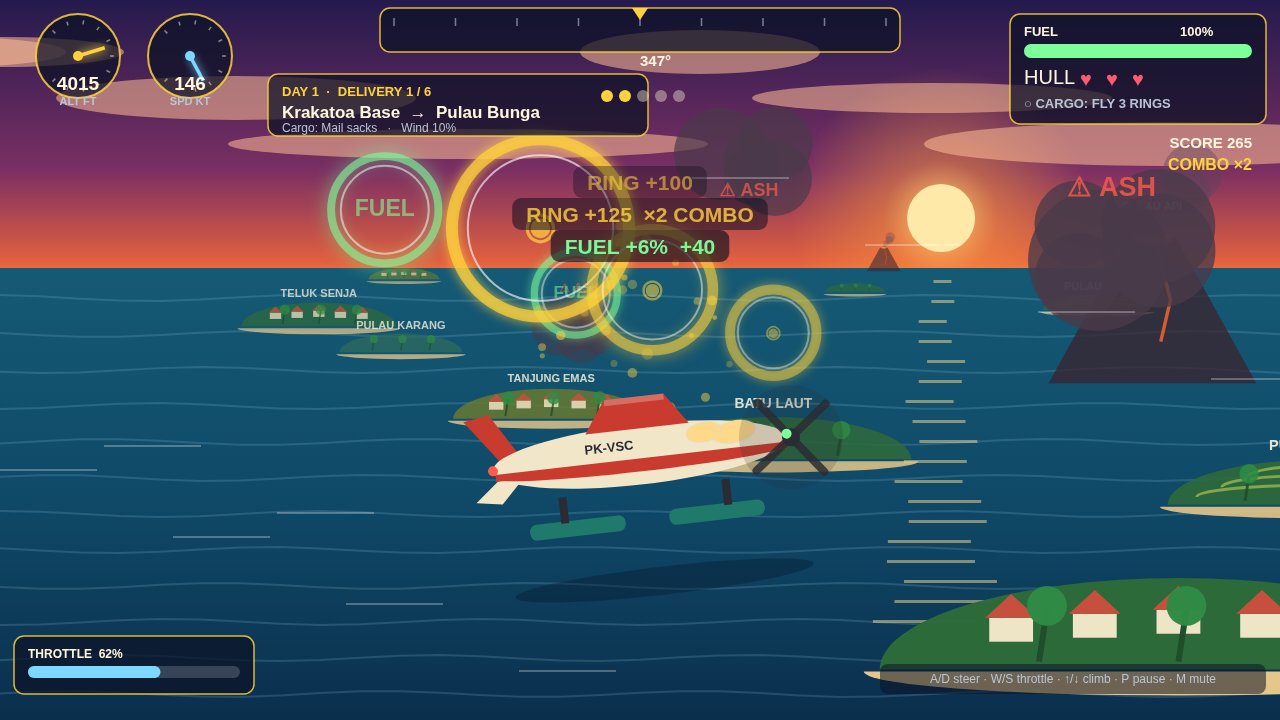 4015
ALT FT
146
SPD KT
347°
FUEL 100%
HULL ♥ ♥ ♥
○ CARGO: FLY 3 RINGS
DAY 1 · DELIVERY 1 / 6
Krakatoa Base → Pulau Bunga
Cargo: Mail sacks · Wind 10%
SCORE 265
COMBO ×2
RING +100
RING +125 ×2 COMBO
FUEL +6% +40
FUEL
FUEL
⚠ ASH
⚠ ASH
PULAU
TELUK SENJA
PULAU KARANG
TANJUNG EMAS
BATU LAUT
PK-VSC
THROTTLE 62%
A/D steer · W/S throttle · ↑/↓ climb · P pause · M mute